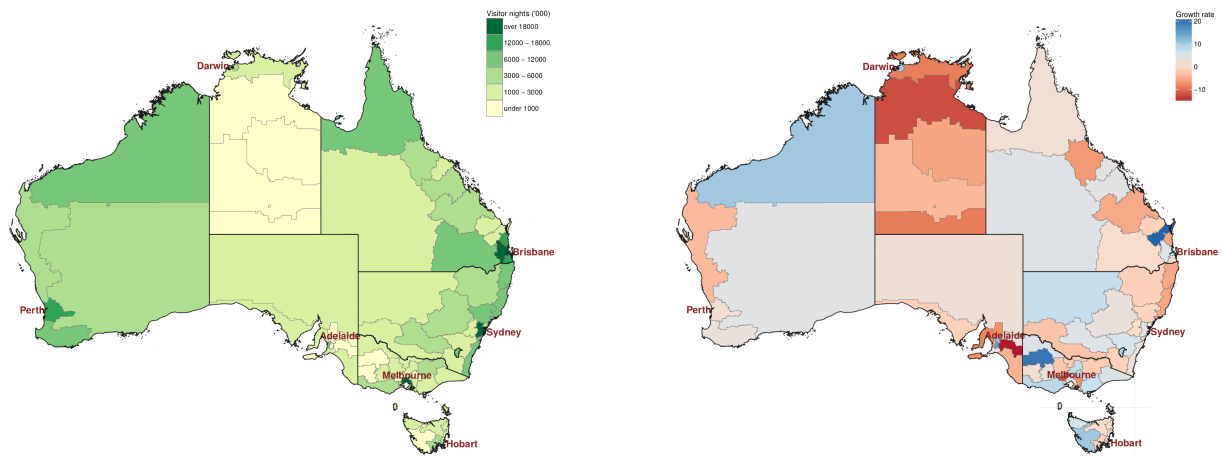 Visitor nights ('000)
over 18000
12000 − 18000
6000 − 12000
3000 − 6000
1000 − 3000
under 1000
Darwin
Brisbane
Perth
Sydney
Adelaide
Melbourne
Hobart
Growth rate
20
10
0
−10
Darwin
Brisbane
Perth
Sydney
Adelaide
Melbourne
Hobart